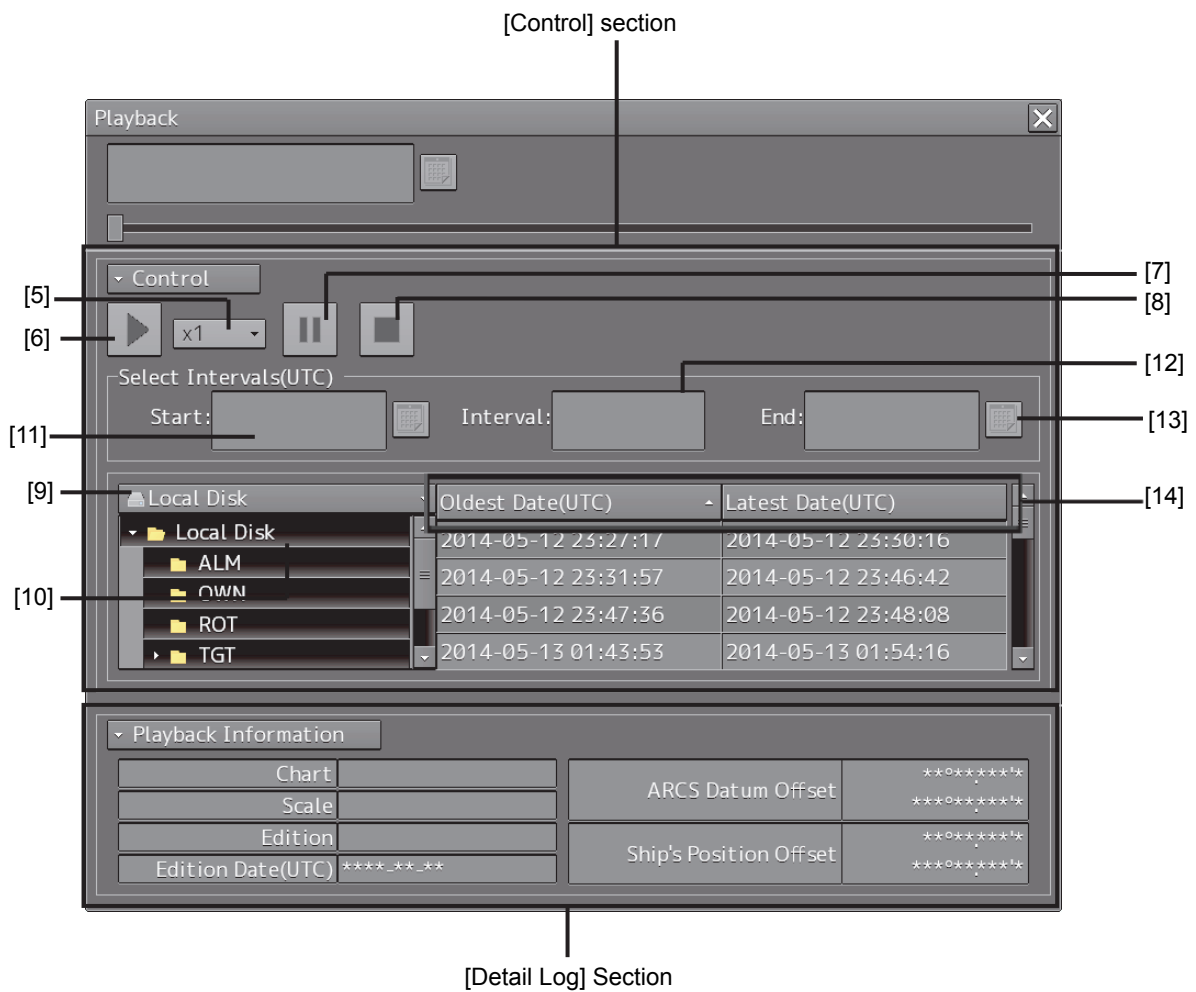 [Control] section
Playback
Control
[7]
[5]
[8]
[6]
x1
[12]
Select Intervals(UTC)
Start:
Interval:
End:
[13]
[11]
[9]
Local Disk
Oldest Date(UTC)
Latest Date(UTC)
[14]
Local Disk
2014-05-12 23:27:17
2014-05-12 23:30:16
ALM
2014-05-12 23:31:57
2014-05-12 23:46:42
[10]
OWN
ROT
2014-05-12 23:47:36
2014-05-12 23:48:08
TGT
2014-05-13 01:43:53
2014-05-13 01:54:16
Playback Information
Chart
Scale
Edition
Edition Date(UTC) ****-**-**
ARCS Datum Offset
**°**.***'*
***°**.***'*
Ship's Position Offset
**°**.***'*
***°**.***'*
[Detail Log] Section